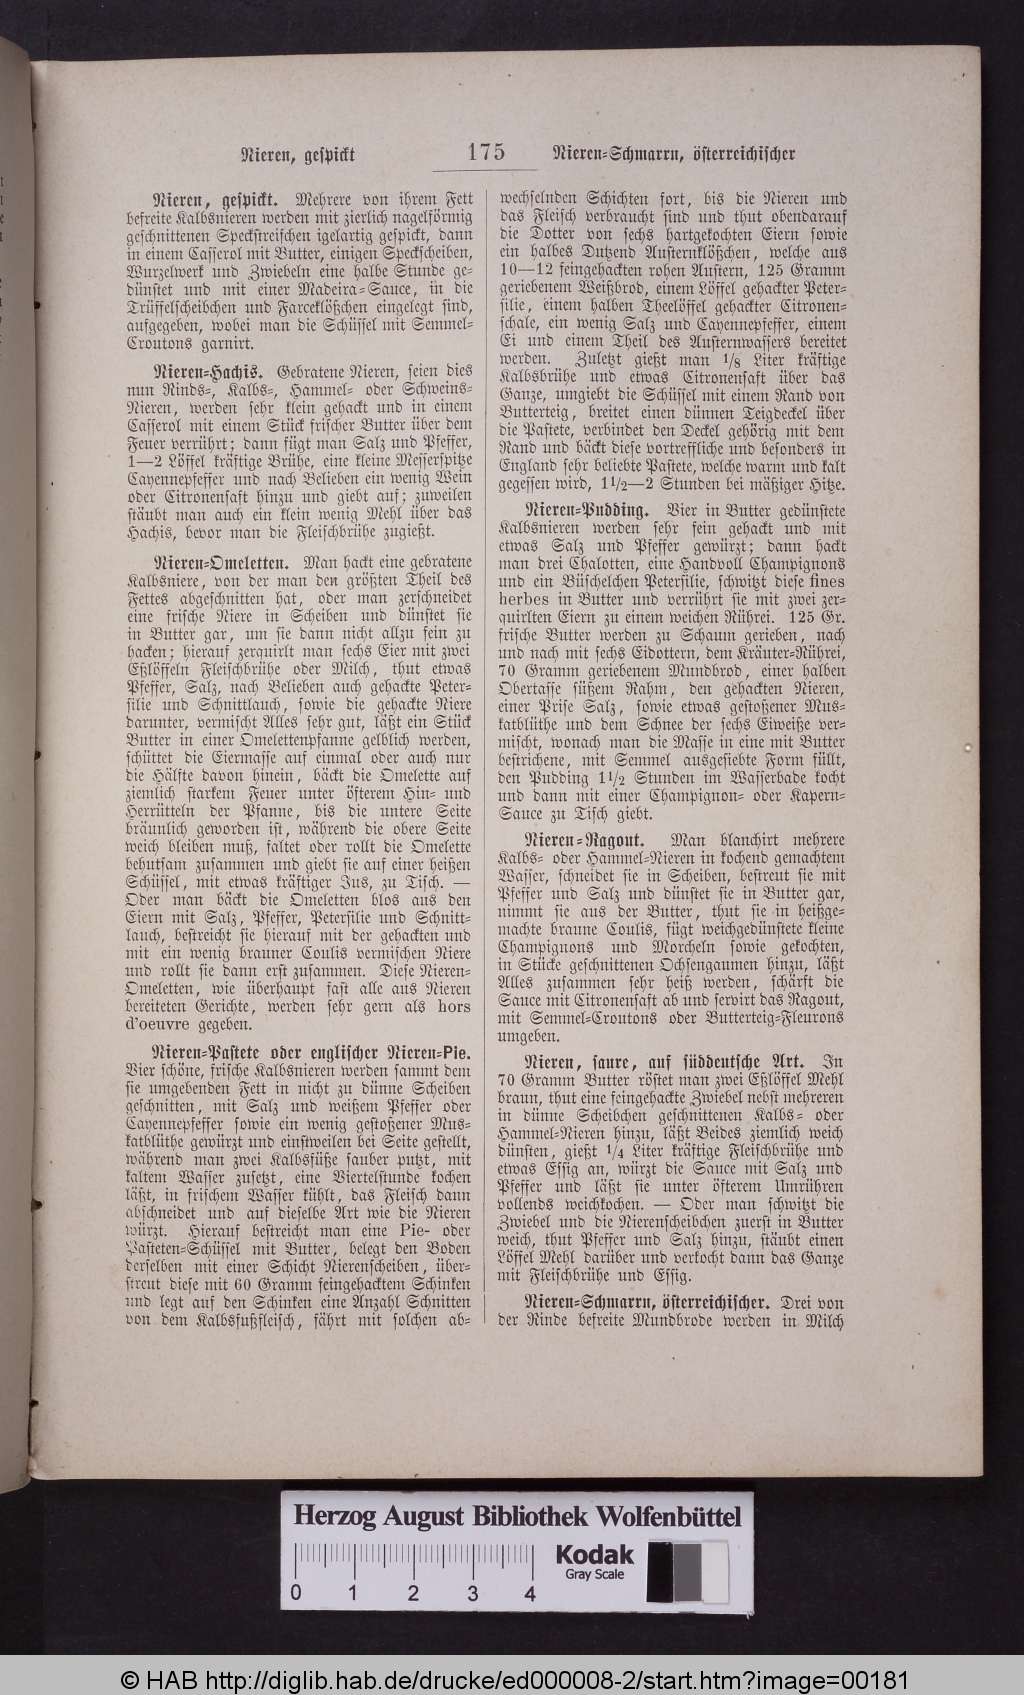 Nieren, gespickt
175
Nieren-Schmarrn, österreichischer
Nieren, gespickt. Mehrere von ihrem Fett
befreite Kalbsnieren werden mit zierlich nagelförmig
geschnittenen Speckstreifchen igelartig gespickt, dann
in einem Casserol mit Butter, einigen Speckscheiben,
Wurzelwerk und Zwiebeln eine halbe Stunde ge-
dünstet und mit einer Madeira-Sauce, in die
Trüffelscheibchen und Farceklößchen eingelegt sind,
aufgegeben, wobei man die Schüssel mit Semmel-
Croutons garnirt.
Nieren-Hachis. Gebratene Nieren, seien dies
nun Rinds-, Kalbs-, Hammel- oder Schweins-
Nieren, werden sehr klein gehackt und in einem
Casserol mit einem Stück frischer Butter über dem
Feuer verrührt; dann fügt man Salz und Pfeffer,
1—2 Löffel kräftige Brühe, eine kleine Messerspitze
Cayennepfeffer und nach Belieben ein wenig Wein
oder Citronensaft hinzu und giebt auf; zuweilen
stäubt man auch ein klein wenig Mehl über das
Hachis, bevor man die Fleischbrühe zugießt.
Nieren-Omeletten. Man hackt eine gebratene
Kalbsniere, von der man den größten Theil des
Fettes abgeschnitten hat, oder man zerschneidet
eine frische Niere in Scheiben und dünstet sie
in Butter gar, um sie dann nicht allzu fein zu
hacken; hierauf zerquirlt man sechs Eier mit zwei
Eßlöffeln Fleischbrühe oder Milch, thut etwas
Pfeffer, Salz, nach Belieben auch gehackte Peter-
silie und Schnittlauch, sowie die gehackte Niere
darunter, vermischt Alles sehr gut, läßt ein Stück
Butter in einer Omelettenpfanne gelblich werden,
schüttet die Eiermasse auf einmal oder auch nur
die Hälfte davon hinein, bäckt die Omelette auf
ziemlich starkem Feuer unter öfterem Hin- und
Herrütteln der Pfanne, bis die untere Seite
bräunlich geworden ist, während die obere Seite
weich bleiben muß, faltet oder rollt die Omelette
behutsam zusammen und giebt sie auf einer heißen
Schüssel, mit etwas kräftiger Jus, zu Tisch. —
Oder man bäckt die Omeletten blos aus den
Eiern mit Salz, Pfeffer, Petersilie und Schnitt-
lauch, bestreicht sie hierauf mit der gehackten und
mit ein wenig brauner Coulis vermischen Niere
und rollt sie dann erst zusammen. Diese Nieren-
Omeletten, wie überhaupt fast alle aus Nieren
bereiteten Gerichte, werden sehr gern als hors
d'oeuvre gegeben.
Nieren-Pastete oder englischer Nieren-Pie.
Vier schöne, frische Kalbsnieren werden sammt dem
sie umgebenden Fett in nicht zu dünne Scheiben
geschnitten, mit Salz und weißem Pfeffer oder
Cayennepfeffer sowie ein wenig gestoßener Mus-
katblüthe gewürzt und einstweilen bei Seite gestellt,
während man zwei Kalbsfüße sauber putzt, mit
kaltem Wasser zusetzt, eine Viertelstunde kochen
läßt, in frischem Wasser kühlt, das Fleisch dann
abschneidet und auf dieselbe Art wie die Nieren
würzt. Hierauf bestreicht man eine Pie- oder
Pasteten-Schüssel mit Butter, belegt den Boden
derselben mit einer Schicht Nierenscheiben, über-
streut diese mit 60 Gramm feingehacktem Schinken
und legt auf den Schinken eine Anzahl Schnitten
von dem Kalbsfußfleisch, fährt mit solchen ab-
wechselnden Schichten fort, bis die Nieren und
das Fleisch verbraucht sind und thut obendarauf
die Dotter von sechs hartgekochten Eiern sowie
ein halbes Dutzend Austernklößchen, welche aus
10—12 feingehackten rohen Austern, 125 Gramm
geriebenem Weißbrod, einem Löffel gehackter Peter-
silie, einem halben Theelöffel gehackter Citronen-
schale, ein wenig Salz und Cayennepfeffer, einem
Ei und einem Theil des Austernwassers bereitet
werden. Zuletzt gießt man 1/8 Liter kräftige
Kalbsbrühe und etwas Citronensaft über das
Ganze, umgiebt die Schüssel mit einem Rand von
Butterteig, breitet einen dünnen Teigdeckel über
die Pastete, verbindet den Deckel gehörig mit dem
Rand und bäckt diese vortreffliche und besonders in
England sehr beliebte Pastete, welche warm und kalt
gegessen wird, 1 1/2—2 Stunden bei mäßiger Hitze.
Nieren-Pudding. Vier in Butter gedünstete
Kalbsnieren werden sehr fein gehackt und mit
etwas Salz und Pfeffer gewürzt; dann hackt
man drei Chalotten, eine Handvoll Champignons
und ein Büschelchen Petersilie, schwitzt diese fines
herbes in Butter und verrührt sie mit zwei zer-
quirlten Eiern zu einem weichen Rührei. 125 Gr.
frische Butter werden zu Schaum gerieben, nach
und nach mit sechs Eidottern, dem Kräuter-Rührei,
70 Gramm geriebenem Mundbrod, einer halben
Obertasse süßem Rahm, den gehackten Nieren,
einer Prise Salz, sowie etwas gestoßener Mus-
katblüthe und dem Schnee der sechs Eiweiße ver-
mischt, wonach man die Masse in eine mit Butter
bestrichene, mit Semmel ausgesiebte Form füllt,
den Pudding 1 1/2 Stunden im Wasserbade kocht
und dann mit einer Champignon- oder Kapern-
Sauce zu Tisch giebt.
Nieren-Ragout. Man blanchirt mehrere
Kalbs- oder Hammel-Nieren in kochend gemachtem
Wasser, schneidet sie in Scheiben, bestreut sie mit
Pfeffer und Salz und dünstet sie in Butter gar,
nimmt sie aus der Butter, thut sie in heißge-
machte braune Coulis, fügt weichgedünstete kleine
Champignons und Morcheln sowie gekochten,
in Stücke geschnittenen Ochsengaumen hinzu, läßt
Alles zusammen sehr heiß werden, schärft die
Sauce mit Citronensaft ab und servirt das Ragout,
mit Semmel-Croutons oder Butterteig-Fleurons
umgeben.
Nieren, saure, auf süddeutsche Art. In
70 Gramm Butter röstet man zwei Eßlöffel Mehl
braun, thut eine feingehackte Zwiebel nebst mehreren
in dünne Scheibchen geschnittenen Kalbs- oder
Hammel-Nieren hinzu, läßt Beides ziemlich weich
dünsten, gießt 1/4 Liter kräftige Fleischbrühe und
etwas Essig an, würzt die Sauce mit Salz und
Pfeffer und läßt sie unter öfterem Umrühren
vollends weichkochen. — Oder man schwitzt die
Zwiebel und die Nierenscheibchen zuerst in Butter
weich, thut Pfeffer und Salz hinzu, stäubt einen
Löffel Mehl darüber und verkocht dann das Ganze
mit Fleischbrühe und Essig.
Nieren-Schmarrn, österreichischer. Drei von
der Rinde befreite Mundbrode werden in Milch
Herzog August Bibliothek Wolfenbüttel
Kodak
Gray Scale
0 1 2 3 4
© HAB http://diglib.hab.de/drucke/ed000008-2/start.htm?image=00181